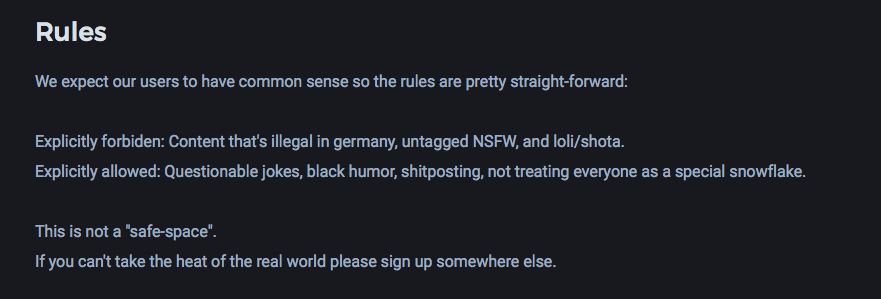 Rules
We expect our users to have common sense so the rules are pretty straight-forward:
Explicitly forbiden: Content that's illegal in germany, untagged NSFW, and loli/shota.
Explicitly allowed: Questionable jokes, black humor, shitposting, not treating everyone as a special snowflake.
This is not a "safe-space".
If you can't take the heat of the real world please sign up somewhere else.